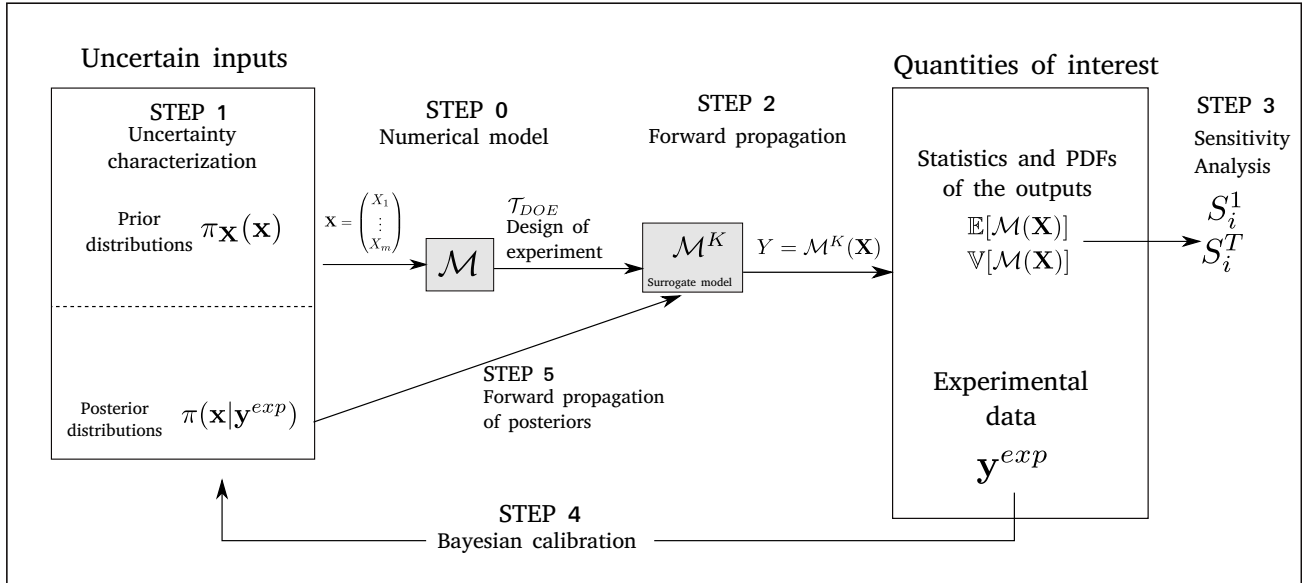 Uncertain inputs
STEP 1
Uncertainty
characterization
Prior
distributions π_𝐗(𝐱)
Posterior
distributions π(𝐱|𝐲^{exp})
STEP 0
Numerical model
𝐗 = (X_1 ⋮ X_m)
ℳ
𝒯_{DOE}
Design of
experiment
STEP 2
Forward propagation
ℳ^K
Surrogate model
Y = ℳ^K(𝐗)
STEP 5
Forward propagation
of posteriors
Quantities of interest
Statistics and PDFs
of the outputs
𝔼[ℳ(𝐗)]
𝕍[ℳ(𝐗)]
Experimental
data
𝐲^{exp}
STEP 3
Sensitivity
Analysis
S_i^1
S_i^T
STEP 4
Bayesian calibration